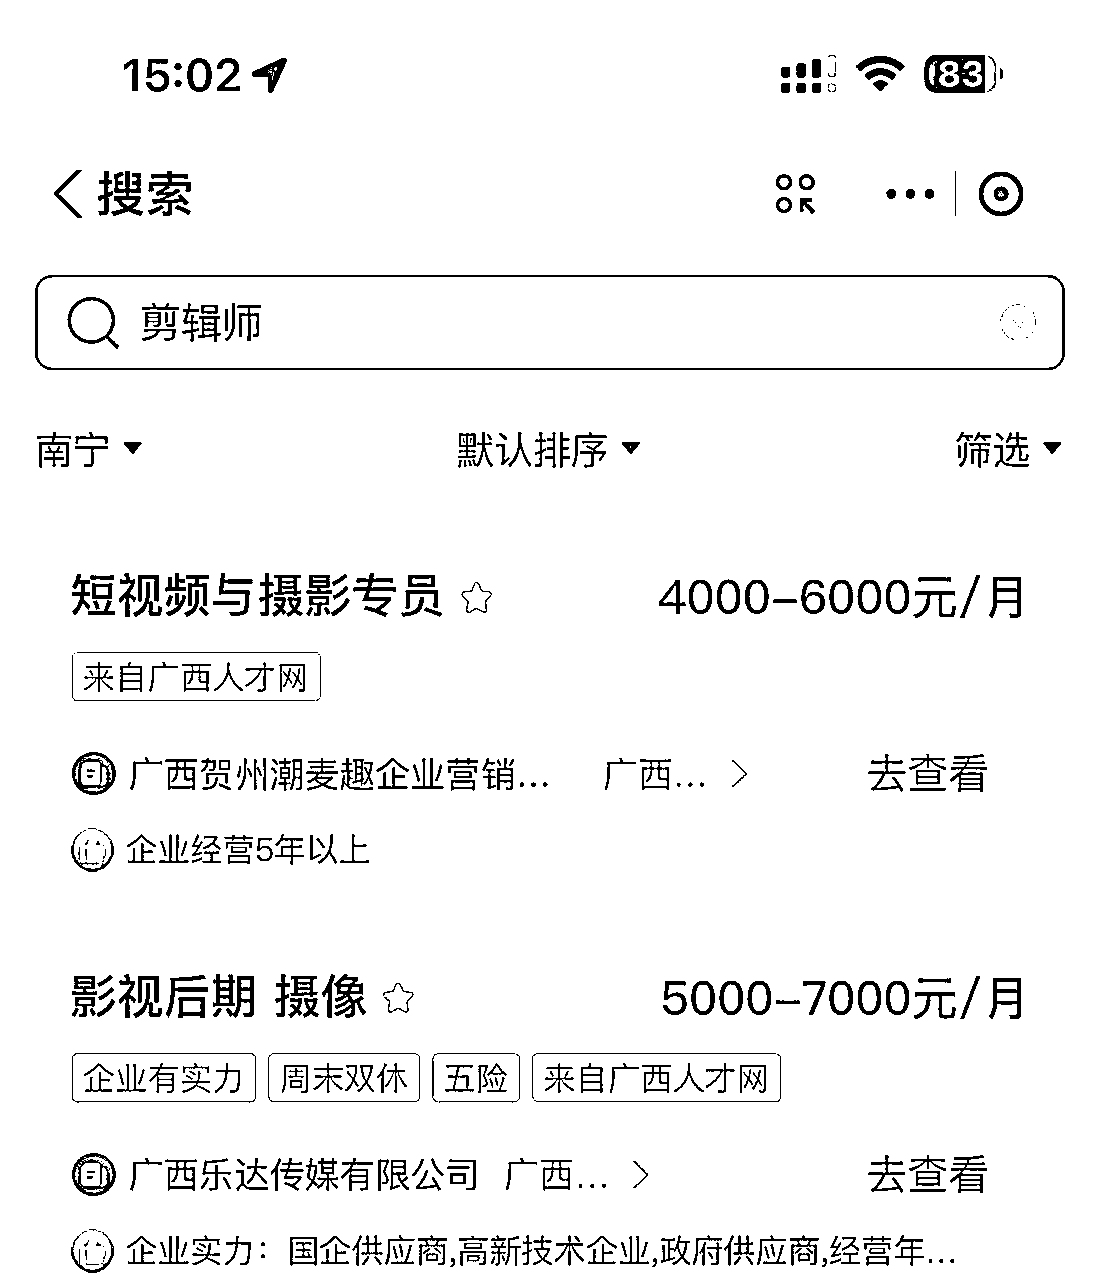 15:02 83
搜索
剪辑师
南宁 默认排序 筛选
短视频与摄影专员 4000-6000元/月
来自广西人才网
广西贺州潮麦趣企业营销... 广西... 去查看
企业经营5年以上
影视后期 摄像 5000-7000元/月
企业有实力 周末双休 五险 来自广西人才网
广西乐达传媒有限公司 广西... 去查看
企业实力：国企供应商,高新技术企业,政府供应商,经营年...